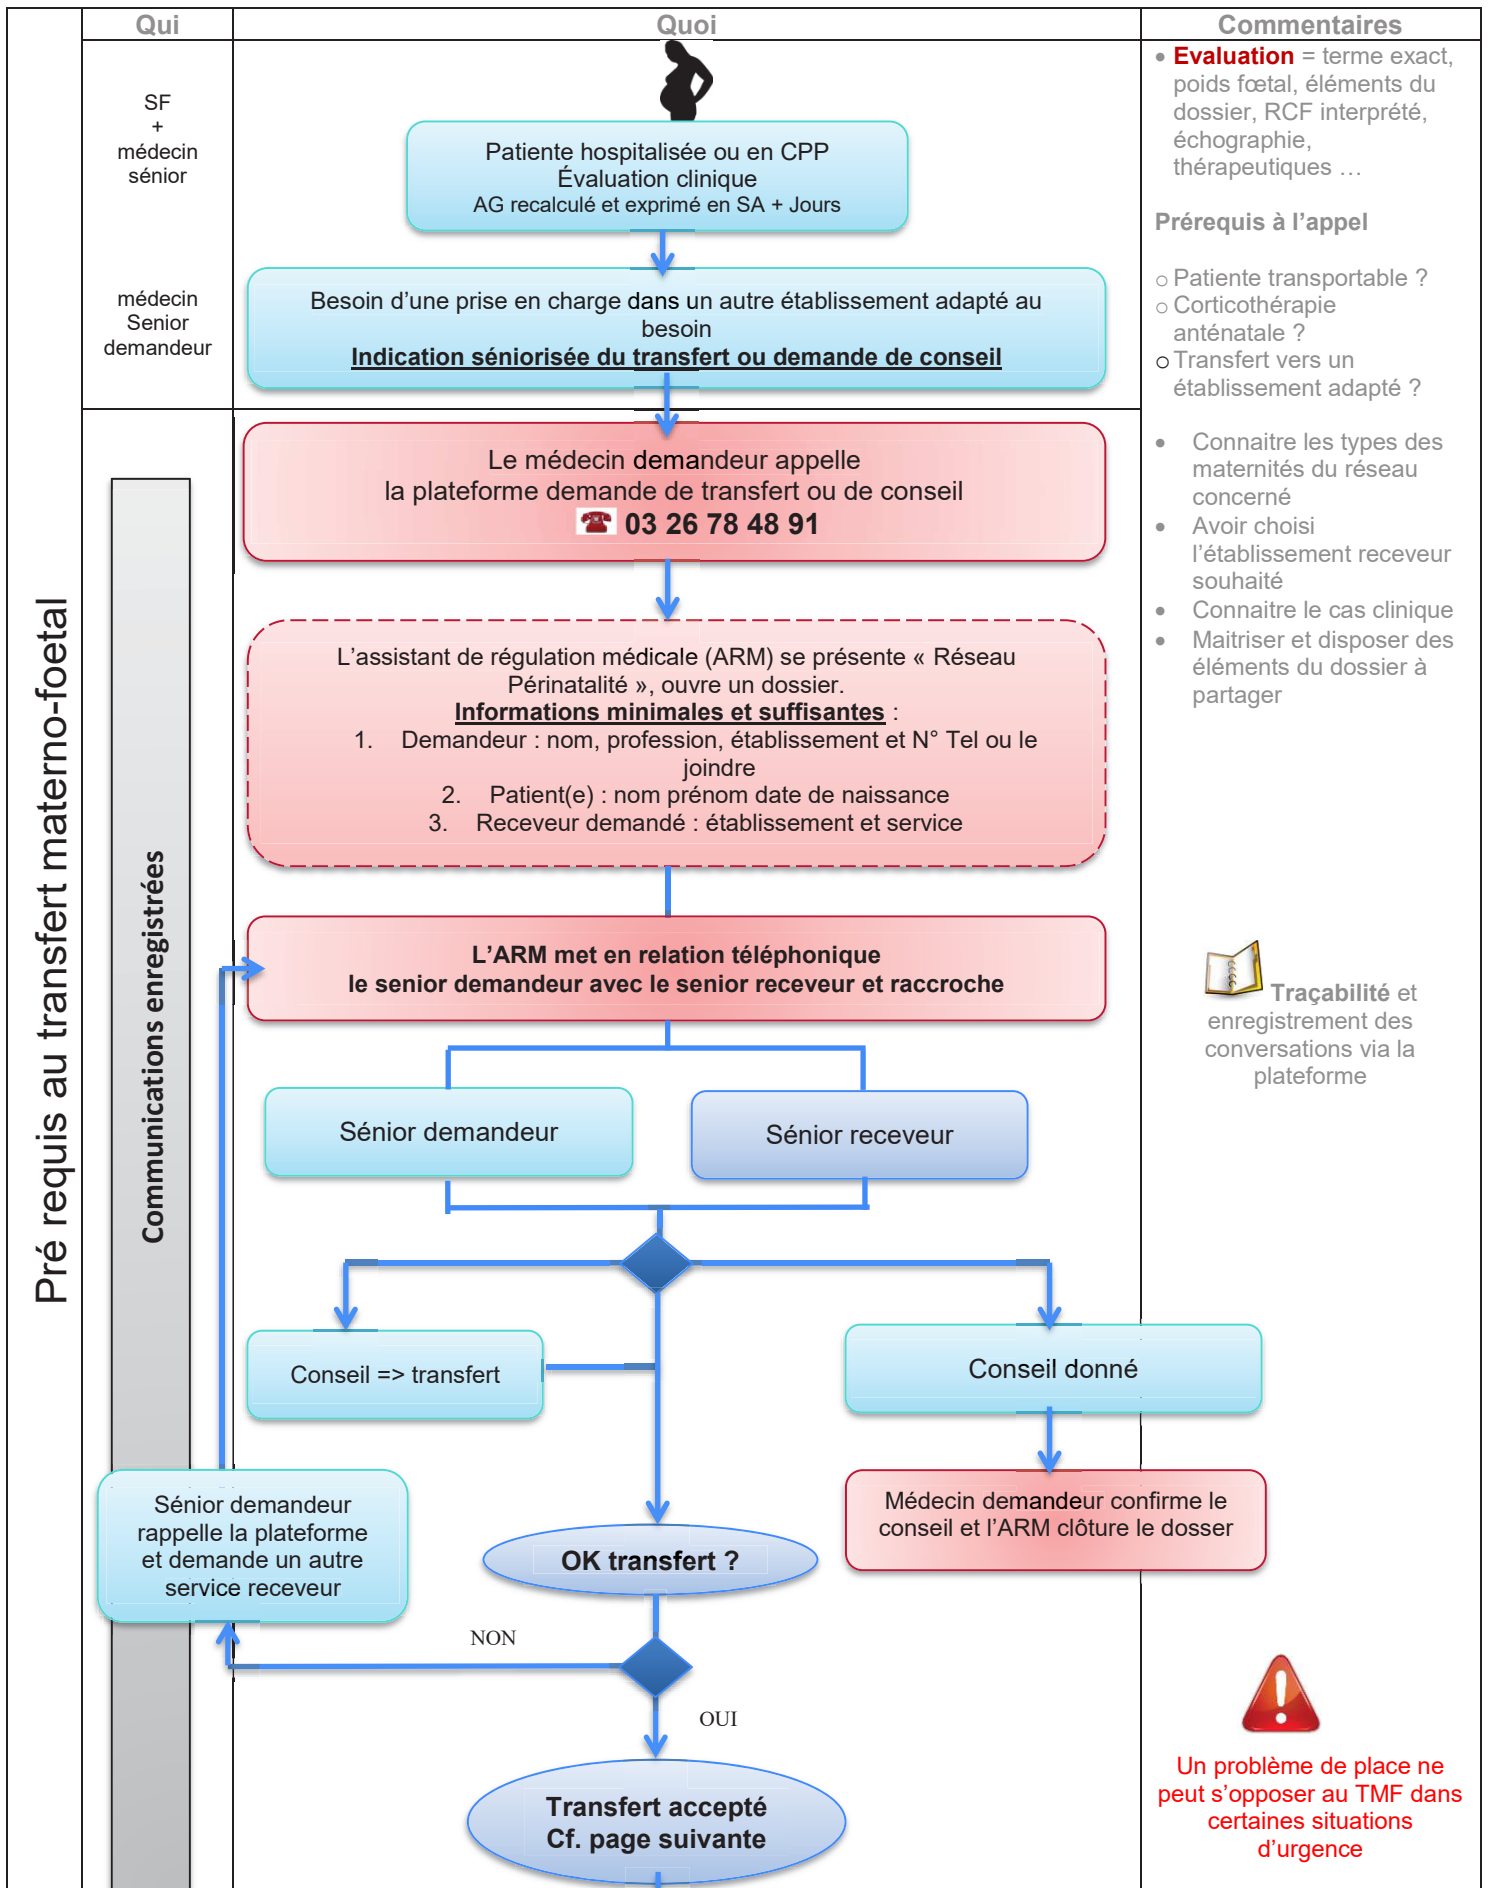 Qui
Quoi
Commentaires
Pré requis au transfert materno-foetal
SF
+
médecin
sénior
Patiente hospitalisée ou en CPP
Évaluation clinique
AG recalculé et exprimé en SA + Jours
médecin
Senior
demandeur
Besoin d’une prise en charge dans un autre établissement adapté au
besoin
Indication séniorisée du transfert ou demande de conseil
• Evaluation = terme exact,
poids fœtal, éléments du
dossier, RCF interprété,
échographie,
thérapeutiques …
Prérequis à l’appel
o Patiente transportable ?
o Corticothérapie
anténatale ?
o Transfert vers un
établissement adapté ?
• Connaitre les types des
maternités du réseau
concerné
• Avoir choisi
l’établissement receveur
souhaité
• Connaitre le cas clinique
• Maitriser et disposer des
éléments du dossier à
partager
Communications enregistrées
Le médecin demandeur appelle
la plateforme demande de transfert ou de conseil
☎ 03 26 78 48 91
L’assistant de régulation médicale (ARM) se présente « Réseau
Périnatalité », ouvre un dossier.
Informations minimales et suffisantes :
1. Demandeur : nom, profession, établissement et N° Tel ou le
joindre
2. Patient(e) : nom prénom date de naissance
3. Receveur demandé : établissement et service
L’ARM met en relation téléphonique
le senior demandeur avec le senior receveur et raccroche
Traçabilité et
enregistrement des
conversations via la
plateforme
Sénior demandeur
Sénior receveur
Conseil => transfert
Conseil donné
Sénior demandeur
rappelle la plateforme
et demande un autre
service receveur
Médecin demandeur confirme le
conseil et l’ARM clôture le dosser
OK transfert ?
NON
OUI
Transfert accepté
Cf. page suivante
Un problème de place ne
peut s’opposer au TMF dans
certaines situations
d’urgence